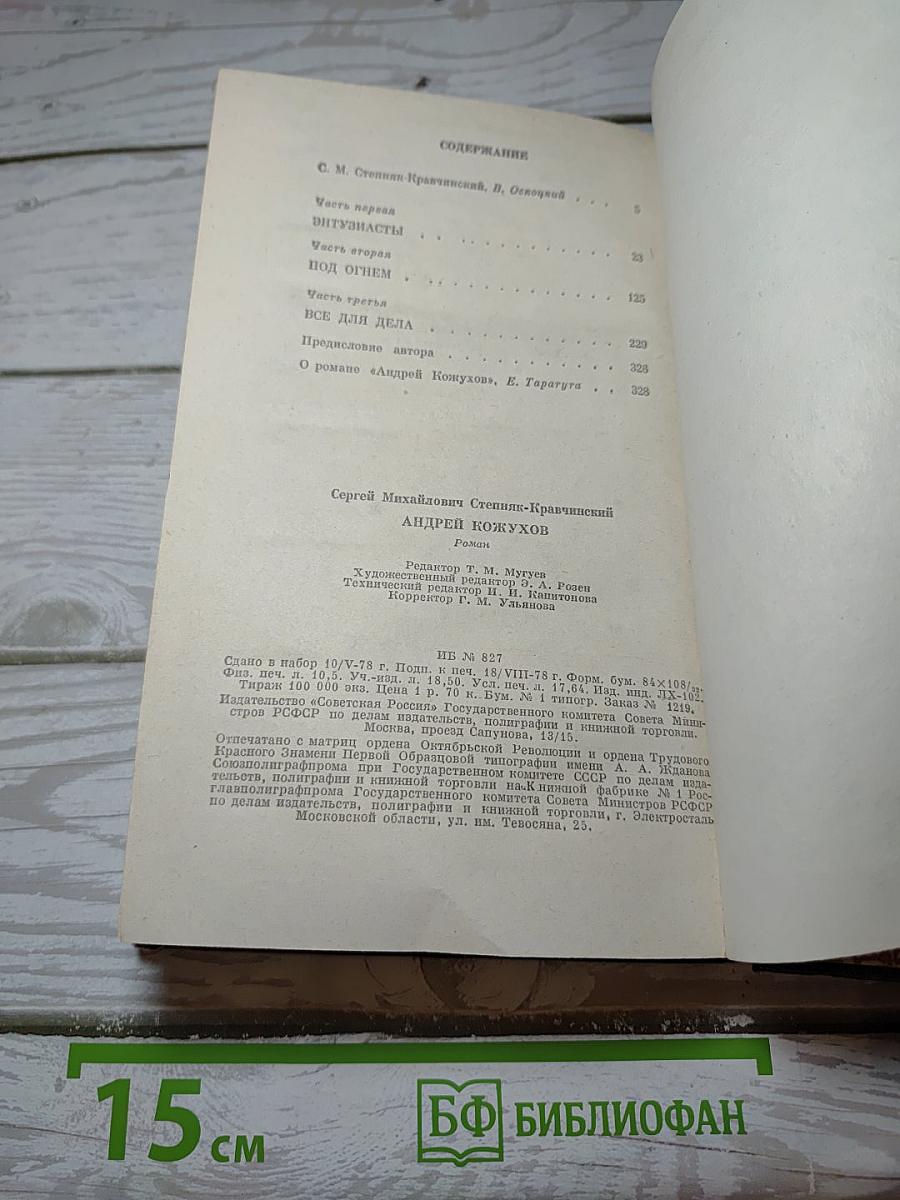 СОДЕРЖАНИЕ
С. М. Степняк-Кравчинский, В. Оскоцкий . . . 5
Часть первая
ЭНТУЗИАСТЫ . . . . . . . . . . . 23
Часть вторая
ПОД ОГНЕМ . . . . . . . . . . . 125
Часть третья
ВСЕ ДЛЯ ДЕЛА . . . . . . . . . . 229
Предисловие автора . . . . . . . . . 326
О романе «Андрей Кожухов», Е. Таратута . . 328
Сергей Михайлович Степняк-Кравчинский
АНДРЕЙ КОЖУХОВ
Роман
Редактор Т. М. Мугуев
Художественный редактор Э. А. Розен
Технический редактор И. И. Капитонова
Корректор Г. М. Ульянова
ИБ № 827
Сдано в набор 10/V-78 г. Подп. к печ. 18/VIII-78 г. Форм. бум. 84×108/32.
Физ. печ. л. 10,5. Уч.-изд. л. 18,50. Усл. печ. л. 17,64. Изд. инд. ЛХ-102.
Тираж 100 000 экз. Цена 1 р. 70 к. Бум. № 1 типогр. Заказ № 1219.
Издательство «Советская Россия» Государственного комитета Совета Мини-
стров РСФСР по делам издательств, полиграфии и книжной торговли.
Москва, проезд Сапунова, 13/15.
Отпечатано с матриц ордена Октябрьской Революции и ордена Трудового
Красного Знамени Первой Образцовой типографии имени А. А. Жданова
Союзполиграфпрома при Государственном комитете СССР по делам изда-
тельств, полиграфии и книжной торговли на Книжной фабрике № 1 Рос-
главполиграфпрома Государственного комитета Совета Министров РСФСР
по делам издательств, полиграфии и книжной торговли, г. Электросталь
Московской области, ул. им. Тевосяна, 25.
15 см
БФ БИБЛИОФАН